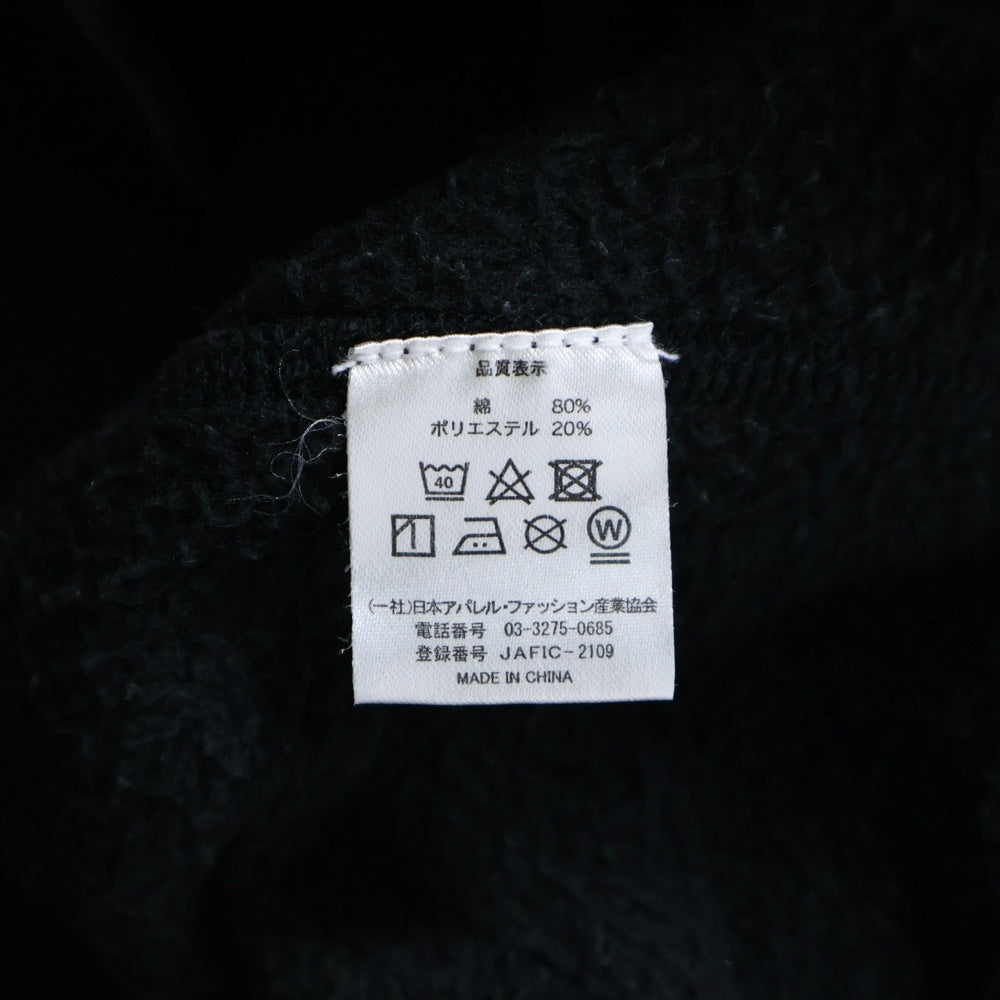 品質表示
綿 80%
ポリエステル 20%
40
W
(一社)日本アパレル・ファッション産業協会
電話番号 03-3275-0685
登録番号 JAFIC-2109
MADE IN CHINA